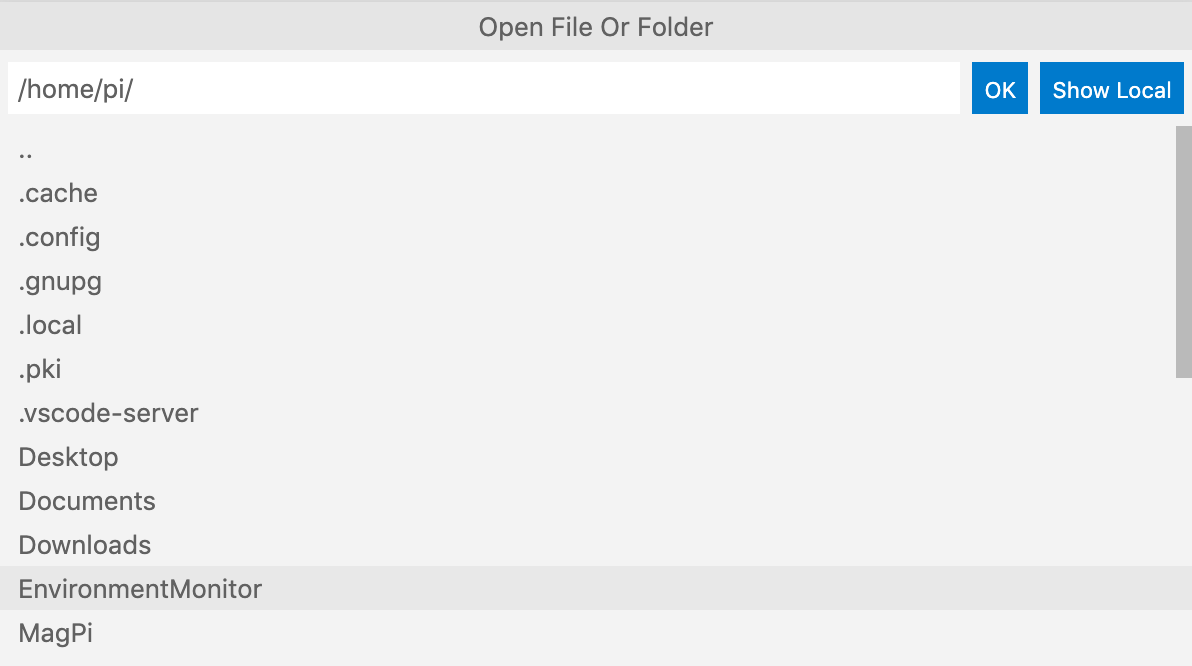 Open File Or Folder
/home/pi/ OK Show Local
..
.cache
.config
.gnupg
.local
.pki
.vscode-server
Desktop
Documents
Downloads
EnvironmentMonitor
MagPi